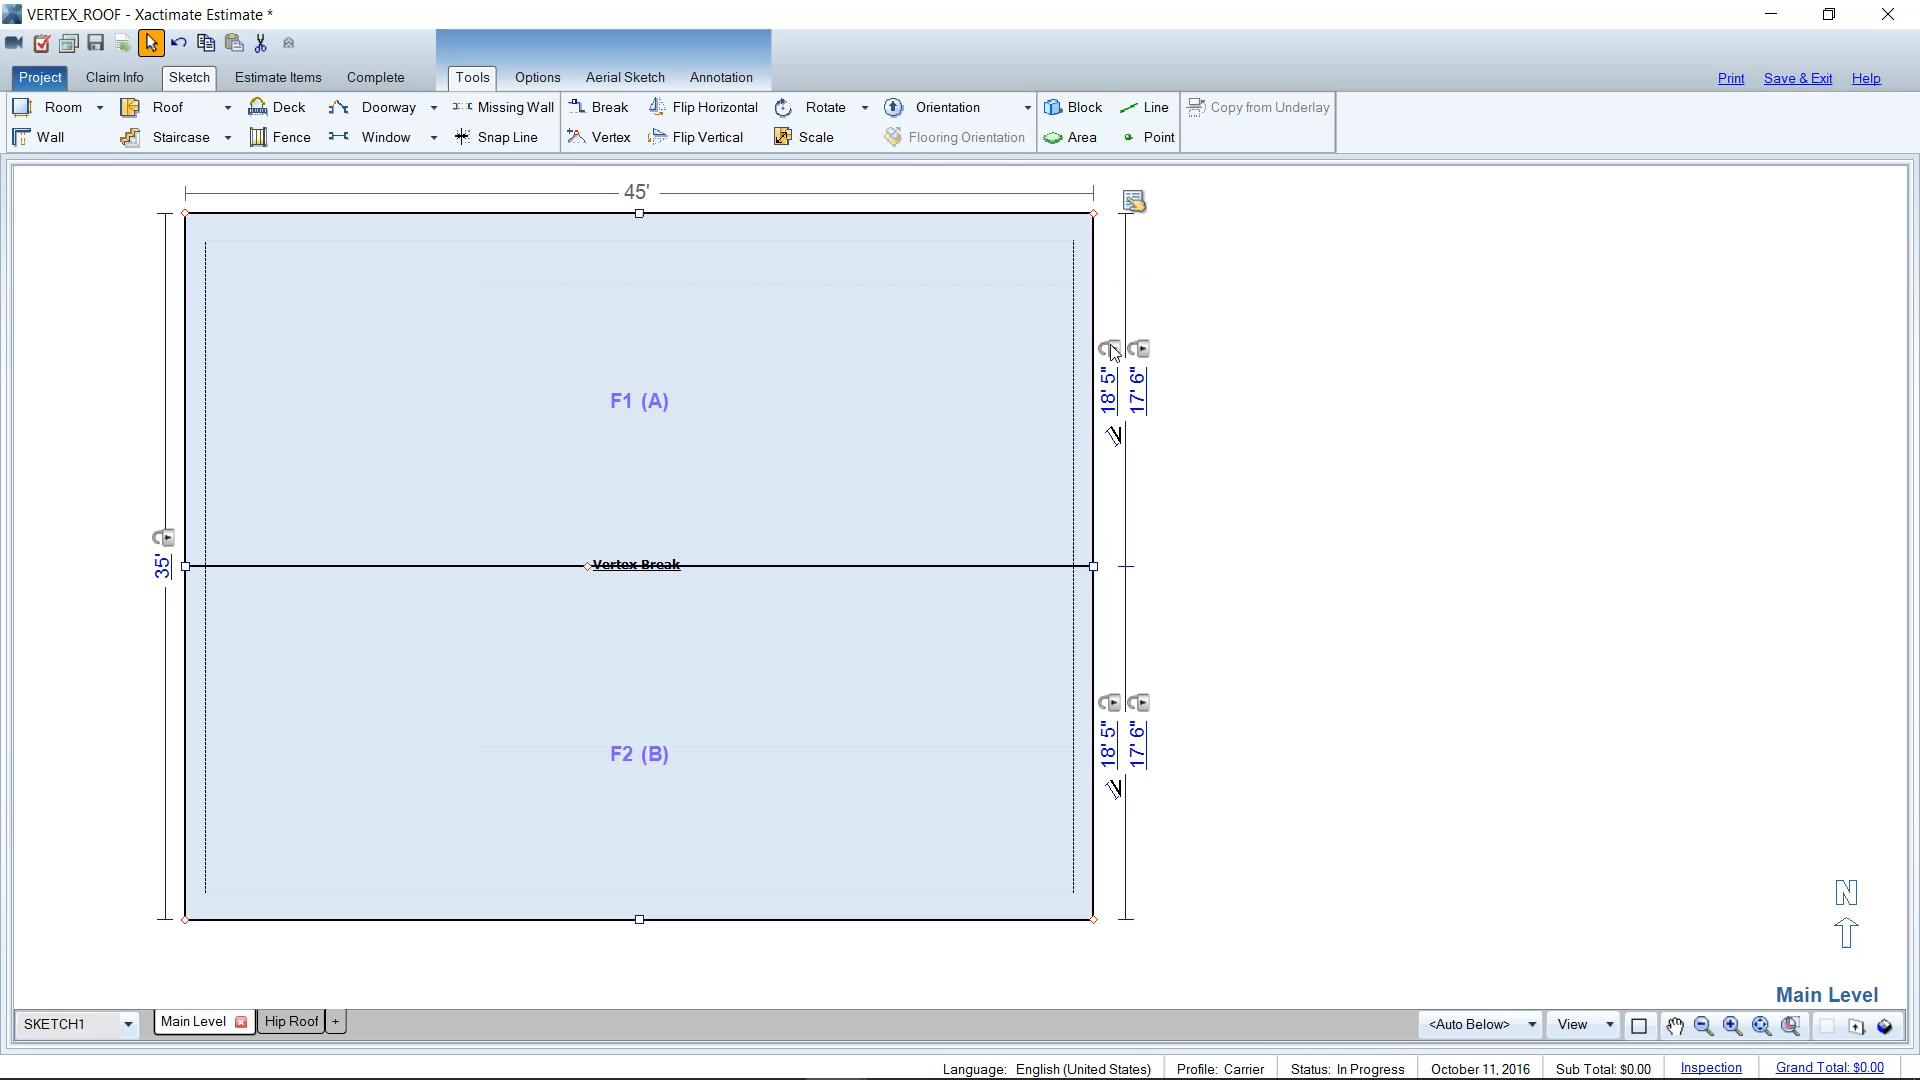 VERTEX_ROOF - Xactimate Estimate *
Project Claim Info Sketch Estimate Items Complete Tools Options Aerial Sketch Annotation Print Save & Exit Help
Room Roof Deck Doorway Missing Wall Break Flip Horizontal Rotate Orientation Block Line Copy from Underlay
Wall Staircase Fence Window Snap Line Vertex Flip Vertical Scale Flooring Orientation Area Point
45'
18' 5" 17' 6"
F1 (A)
35'
Vertex Break
18' 5" 17' 6"
F2 (B)
N
Main Level
SKETCH1 Main Level Hip Roof + <Auto Below> View
Language: English (United States) Profile: Carrier Status: In Progress October 11, 2016 Sub Total: $0.00 Inspection Grand Total: $0.00